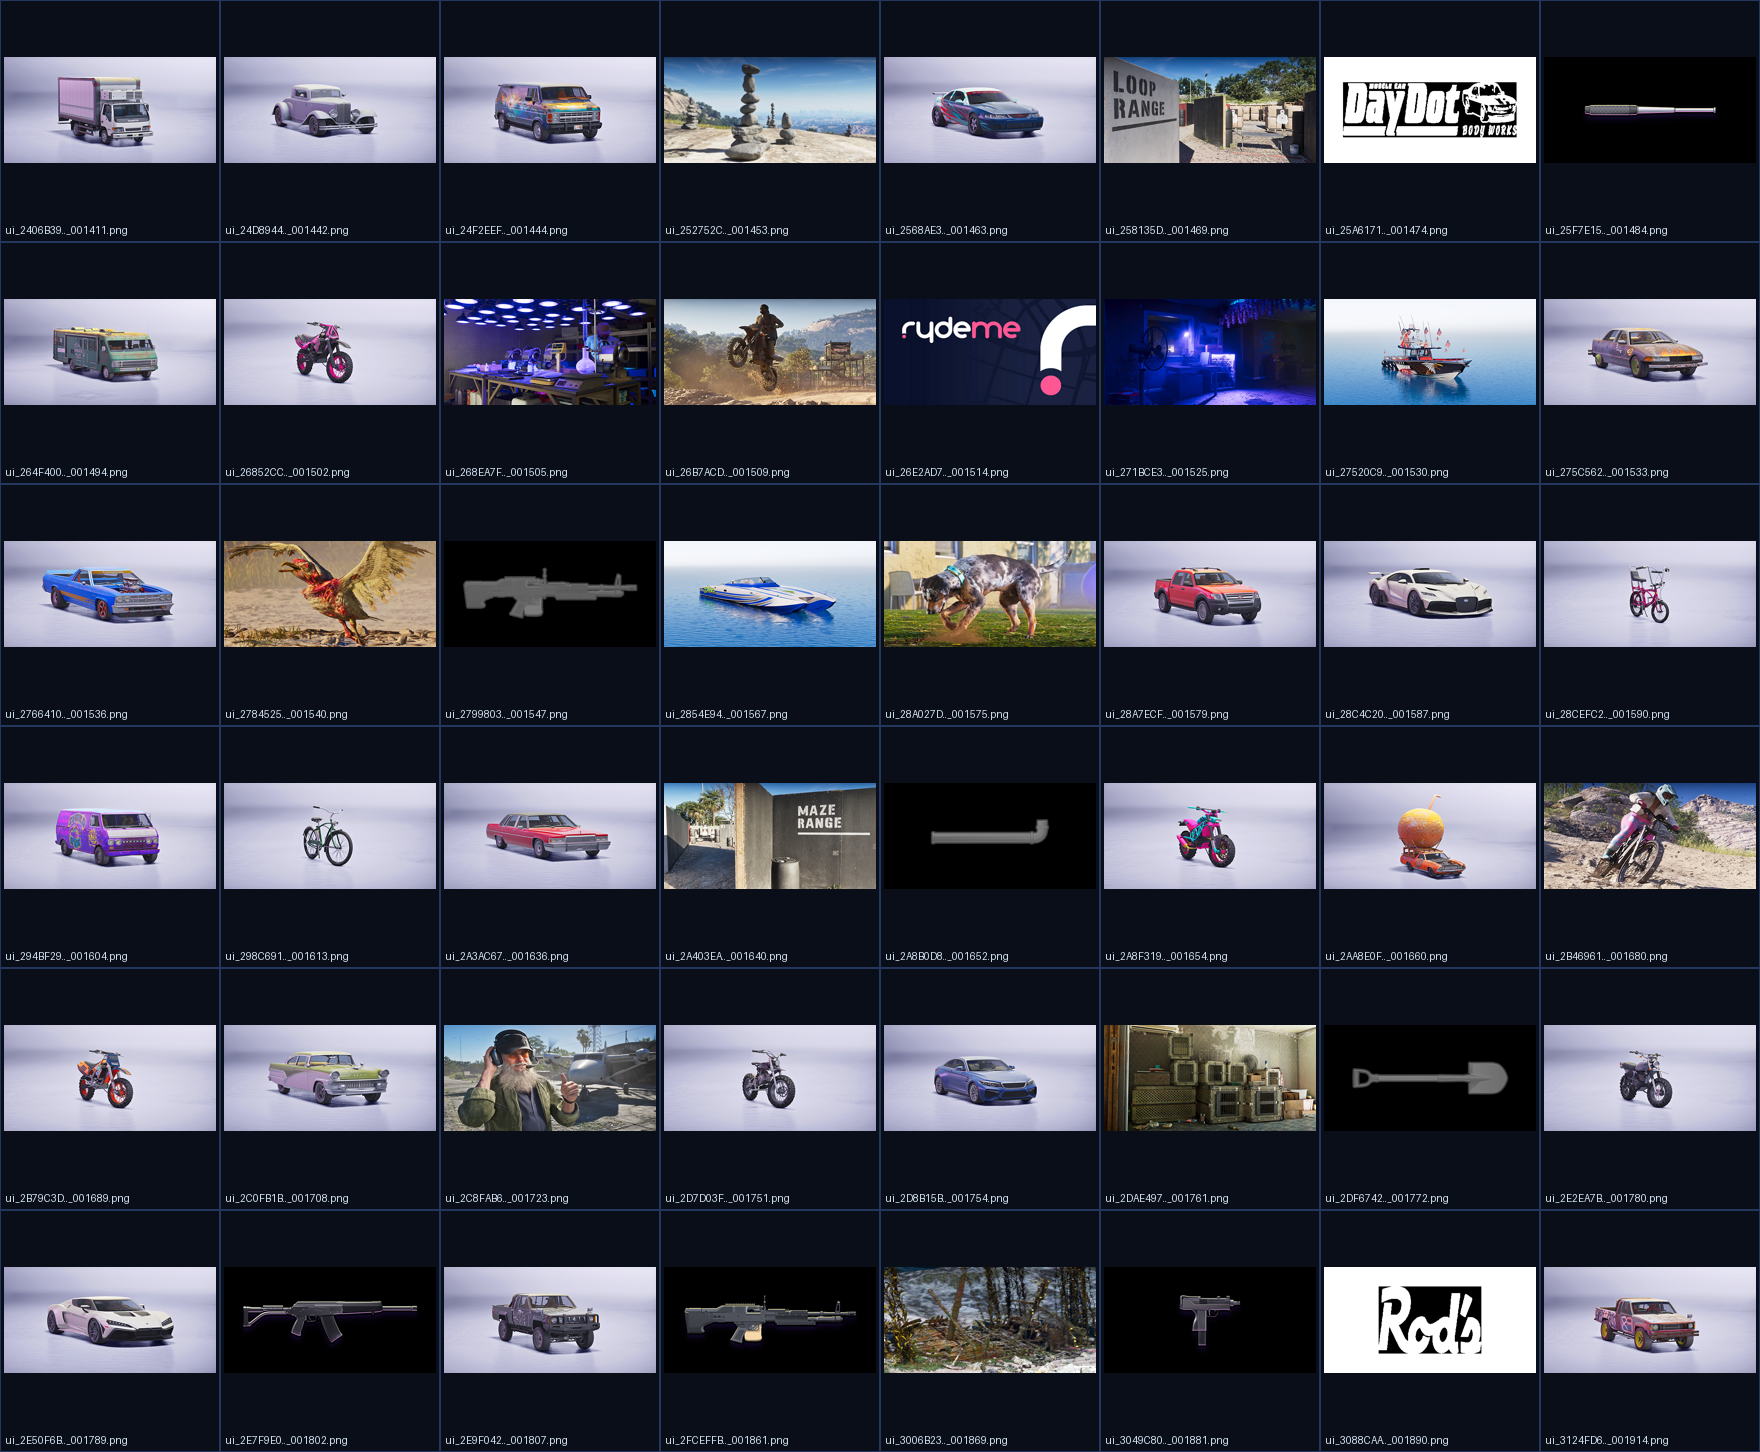 LOOP
RANGE
MUSCLE CAR
DayDot
BODY WORKS
ui_2406B39.._001411.png
ui_24D8944.._001442.png
ui_24F2EEF.._001444.png
ui_252752C.._001453.png
ui_2568AE3.._001463.png
ui_258135D.._001469.png
ui_25A6171.._001474.png
ui_25F7E15.._001484.png
rydeme
ui_264F400.._001494.png
ui_26852CC.._001502.png
ui_268EA7F.._001505.png
ui_26B7ACD.._001509.png
ui_26E2AD7.._001514.png
ui_271BCE3.._001525.png
ui_27520C9.._001530.png
ui_275C562.._001533.png
ui_2766410.._001536.png
ui_2784525.._001540.png
ui_2799803.._001547.png
ui_2854E94.._001567.png
ui_28A027D.._001575.png
ui_28A7ECF.._001579.png
ui_28C4C20.._001587.png
ui_28CEFC2.._001590.png
MAZE
RANGE
ui_294BF29.._001604.png
ui_298C691.._001613.png
ui_2A3AC67.._001636.png
ui_2A403EA.._001640.png
ui_2A8B0D8.._001652.png
ui_2A8F319.._001654.png
ui_2AA8E0F.._001660.png
ui_2B46961.._001680.png
ui_2B79C3D.._001689.png
ui_2C0FB1B.._001708.png
ui_2C8FAB6.._001723.png
ui_2D7D03F.._001751.png
ui_2D8B15B.._001754.png
ui_2DAE497.._001761.png
ui_2DF6742.._001772.png
ui_2E2EA7B.._001780.png
Rod's
ui_2E50F6B.._001789.png
ui_2E7F9E0.._001802.png
ui_2E9F042.._001807.png
ui_2FCEFFB.._001861.png
ui_3006B23.._001869.png
ui_3049C80.._001881.png
ui_3088CAA.._001890.png
ui_3124FD6.._001914.png